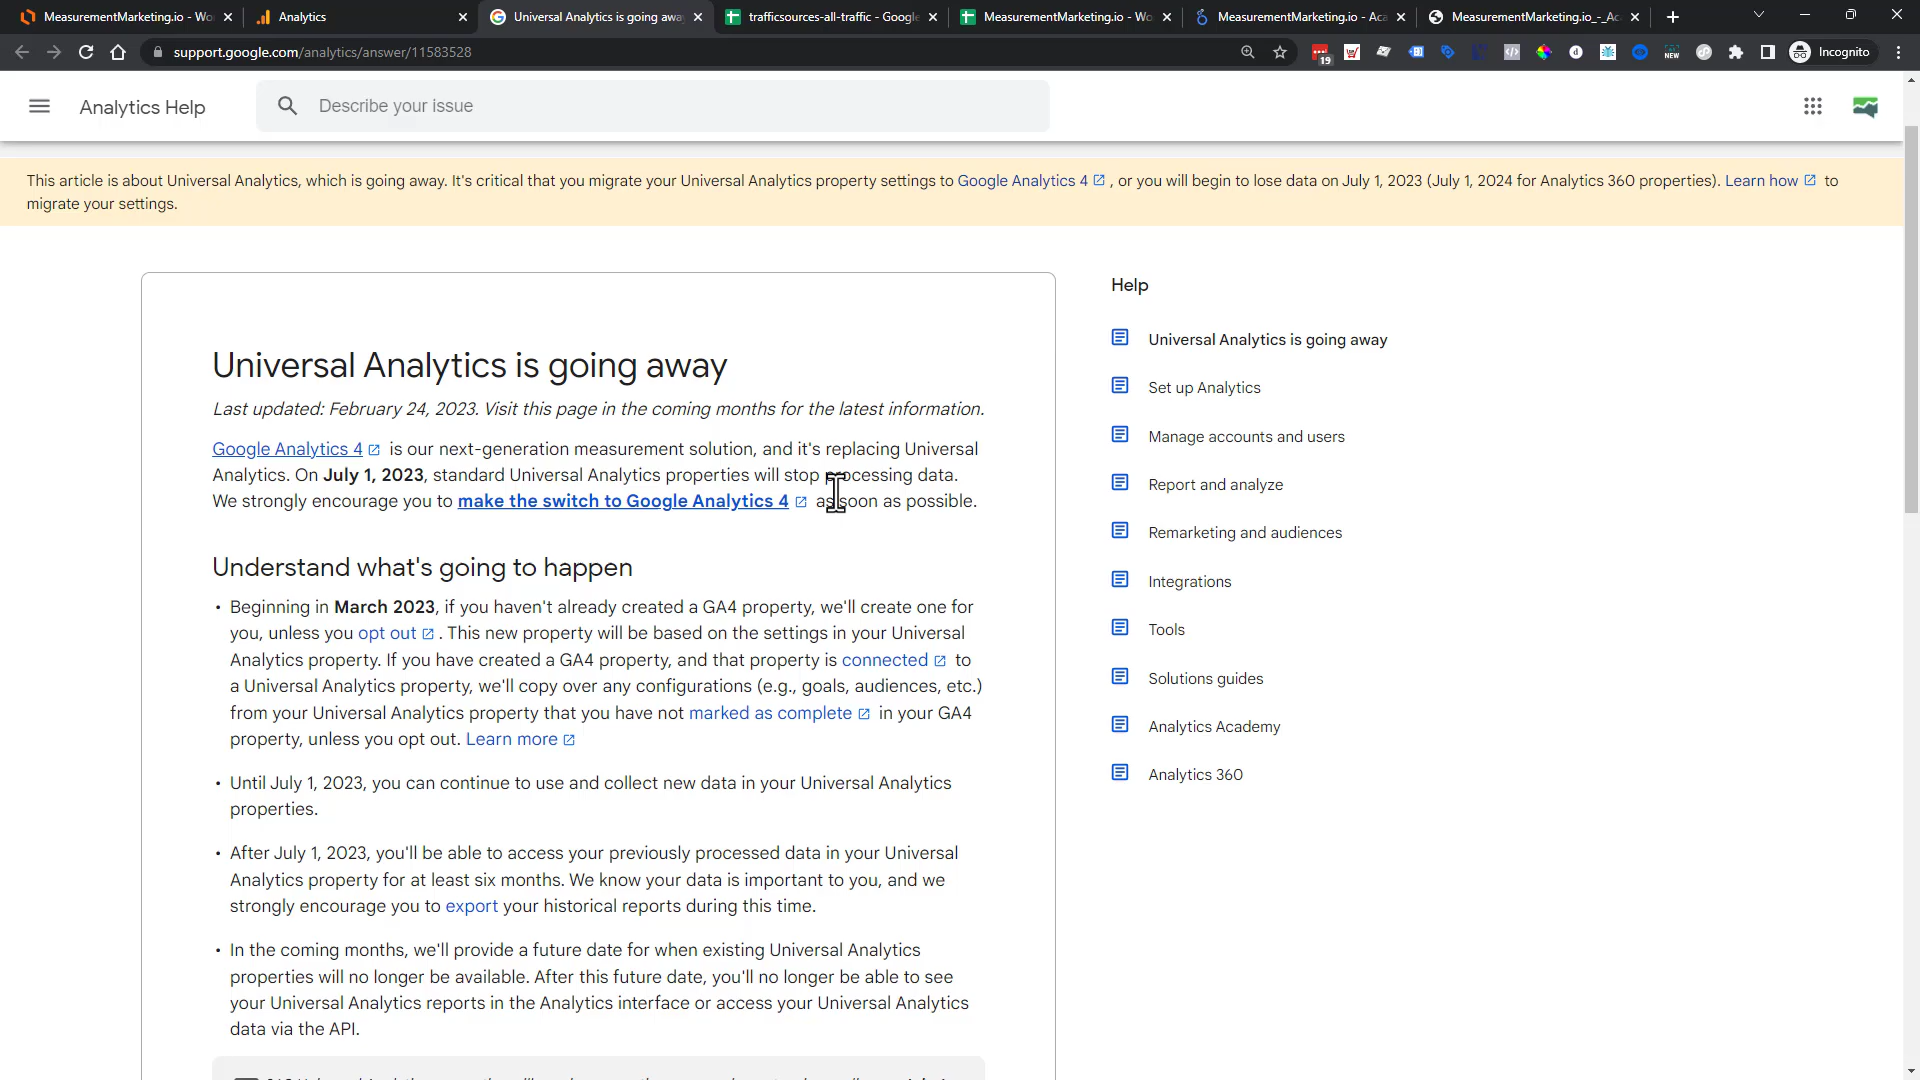 MeasurementMarketing.io - Wo
Analytics
Universal Analytics is going away
trafficsources-all-traffic - Google
MeasurementMarketing.io - Wo
MeasurementMarketing.io - Aca
MeasurementMarketing.io_-_Ac
support.google.com/analytics/answer/11583528
19
NEW
Incognito
Analytics Help
Describe your issue
This article is about Universal Analytics, which is going away. It's critical that you migrate your Universal Analytics property settings to Google Analytics 4 , or you will begin to lose data on July 1, 2023 (July 1, 2024 for Analytics 360 properties). Learn how to
migrate your settings.
Universal Analytics is going away
Last updated: February 24, 2023. Visit this page in the coming months for the latest information.
Google Analytics 4 is our next-generation measurement solution, and it's replacing Universal
Analytics. On July 1, 2023, standard Universal Analytics properties will stop processing data.
We strongly encourage you to make the switch to Google Analytics 4 as soon as possible.
Understand what's going to happen
• Beginning in March 2023, if you haven't already created a GA4 property, we'll create one for
you, unless you opt out . This new property will be based on the settings in your Universal
Analytics property. If you have created a GA4 property, and that property is connected to
a Universal Analytics property, we'll copy over any configurations (e.g., goals, audiences, etc.)
from your Universal Analytics property that you have not marked as complete in your GA4
property, unless you opt out. Learn more
• Until July 1, 2023, you can continue to use and collect new data in your Universal Analytics
properties.
• After July 1, 2023, you'll be able to access your previously processed data in your Universal
Analytics property for at least six months. We know your data is important to you, and we
strongly encourage you to export your historical reports during this time.
• In the coming months, we'll provide a future date for when existing Universal Analytics
properties will no longer be available. After this future date, you'll no longer be able to see
your Universal Analytics reports in the Analytics interface or access your Universal Analytics
data via the API.
Help
Universal Analytics is going away
Set up Analytics
Manage accounts and users
Report and analyze
Remarketing and audiences
Integrations
Tools
Solutions guides
Analytics Academy
Analytics 360